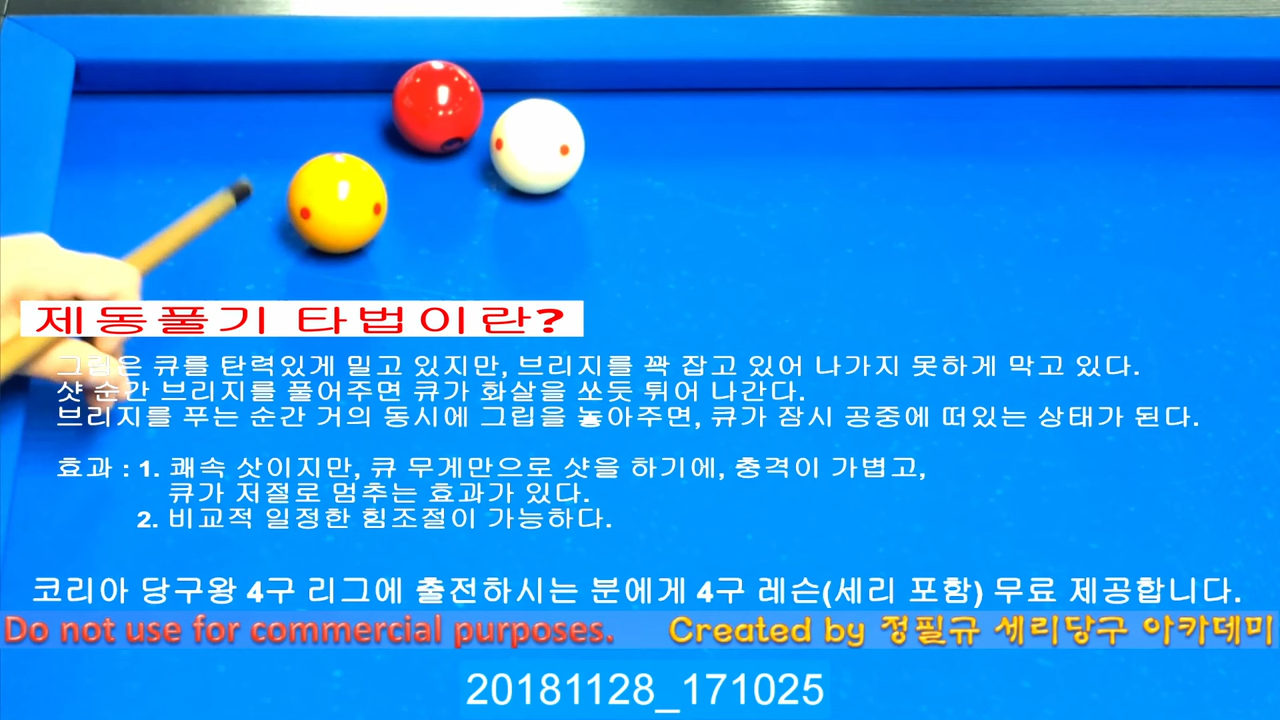 제동풀기 타법이란?
그립은 큐를 탄력있게 밀고 있지만, 브리지를 꽉 잡고 있어 나가지 못하게 막고 있다.
샷 순간 브리지를 풀어주면 큐가 화살을 쏘듯 튀어 나간다.
브리지를 푸는 순간 거의 동시에 그립을 놓아주면, 큐가 잠시 공중에 떠있는 상태가 된다.
효과 : 1. 쾌속 샷이지만, 큐 무게만으로 샷을 하기에, 충격이 가볍고,
큐가 저절로 멈추는 효과가 있다.
2. 비교적 일정한 힘조절이 가능하다.
코리아 당구왕 4구 리그에 출전하시는 분에게 4구 레슨(세리 포함) 무료 제공합니다.
Do not use for commercial purposes. Created by 정필규 세리당구 아카데미
20181128_171025